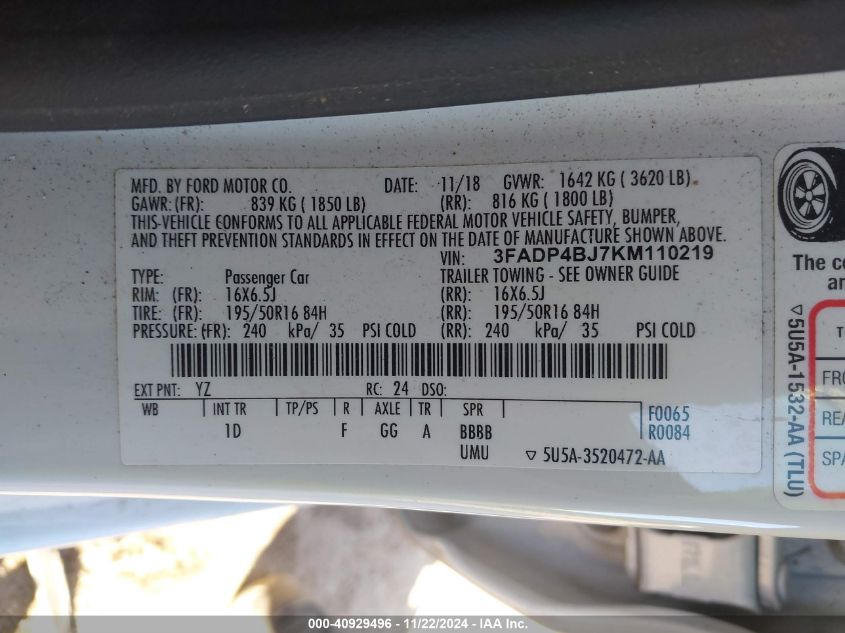 MFD. BY FORD MOTOR CO. DATE: 11/18 GVWR: 1642 KG ( 3620 LB)
GAWR: (FR): 839 KG ( 1850 LB) (RR): 816 KG ( 1800 LB)
THIS VEHICLE CONFORMS TO ALL APPLICABLE FEDERAL MOTOR VEHICLE SAFETY, BUMPER,
AND THEFT PREVENTION STANDARDS IN EFFECT ON THE DATE OF MANUFACTURE SHOWN ABOVE.
VIN: 3FADP4BJ7KM110219
TYPE: Passenger Car TRAILER TOWING - SEE OWNER GUIDE
RIM: (FR): 16X6.5J (RR): 16X6.5J
TIRE: (FR): 195/50R16 84H (RR): 195/50R16 84H
PRESSURE: (FR): 240 kPa/ 35 PSI COLD (RR): 240 kPa/ 35 PSI COLD
EXT PNT: YZ RC: 24 DSO:
WB INT TR TP/PS R AXLE TR SPR F0065
1D F GG A BBBB R0084
UMU ▽ 5U5A-3520472-AA
▽5U5A-1532-AA (TLU)
The co
an
T
FRO
REA
SPA
000-40929496 - 11/22/2024 - IAA Inc.